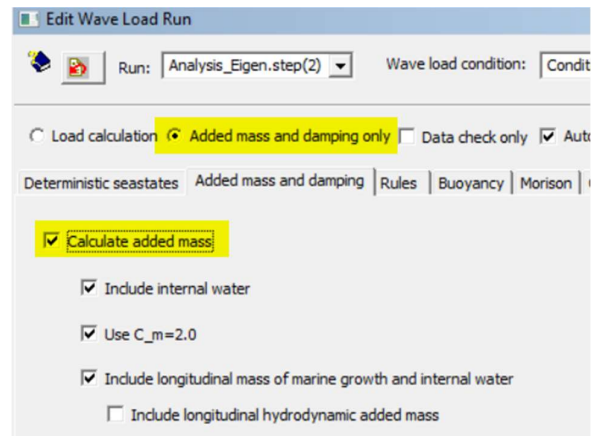 Edit Wave Load Run
Run: Analysis_Eigen.step(2) Wave load condition: Condit
Load calculation Added mass and damping only Data check only Aut
Deterministic seastates Added mass and damping Rules Buoyancy Morison
Calculate added mass
Include internal water
Use C_m=2.0
Include longitudinal mass of marine growth and internal water
Include longitudinal hydrodynamic added mass